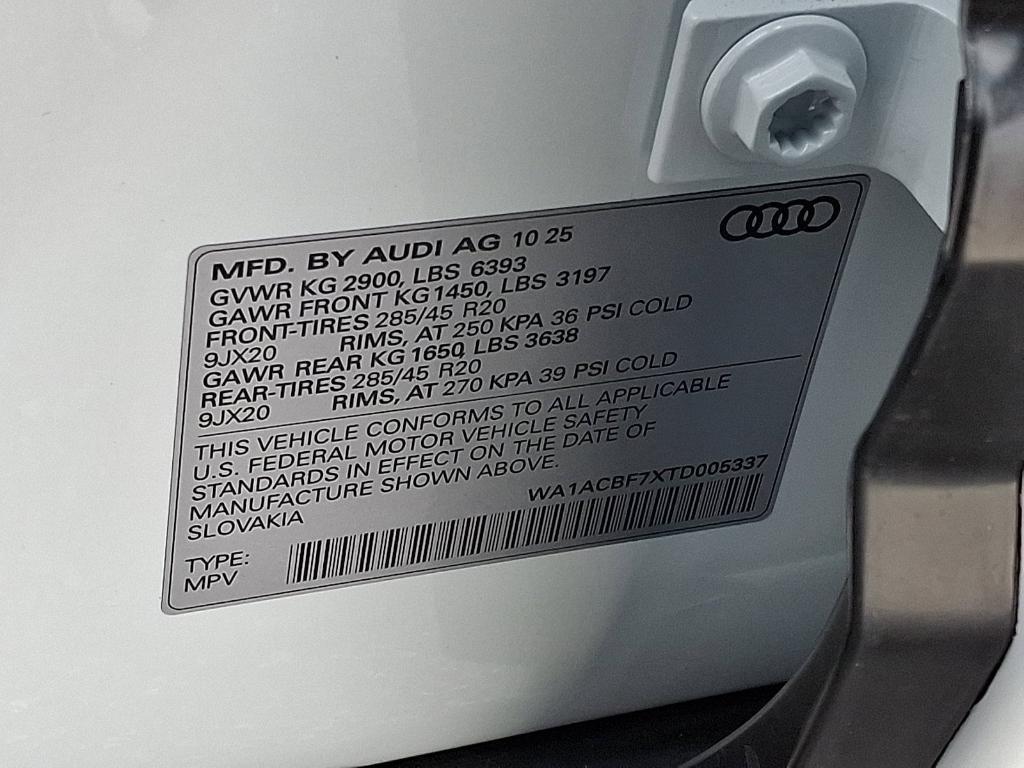 MFD. BY AUDI AG 10 25
GVWR KG 2900, LBS 6393
GAWR FRONT KG1450, LBS 3197
FRONT-TIRES 285/45 R20
9JX20 RIMS, AT 250 KPA 36 PSI COLD
GAWR REAR KG 1650, LBS 3638
REAR-TIRES 285/45 R20
9JX20 RIMS, AT 270 KPA 39 PSI COLD
THIS VEHICLE CONFORMS TO ALL APPLICABLE
U.S. FEDERAL MOTOR VEHICLE SAFETY
STANDARDS IN EFFECT ON THE DATE OF
MANUFACTURE SHOWN ABOVE.
SLOVAKIA
WA1ACBF7XTD005337
TYPE:
MPV